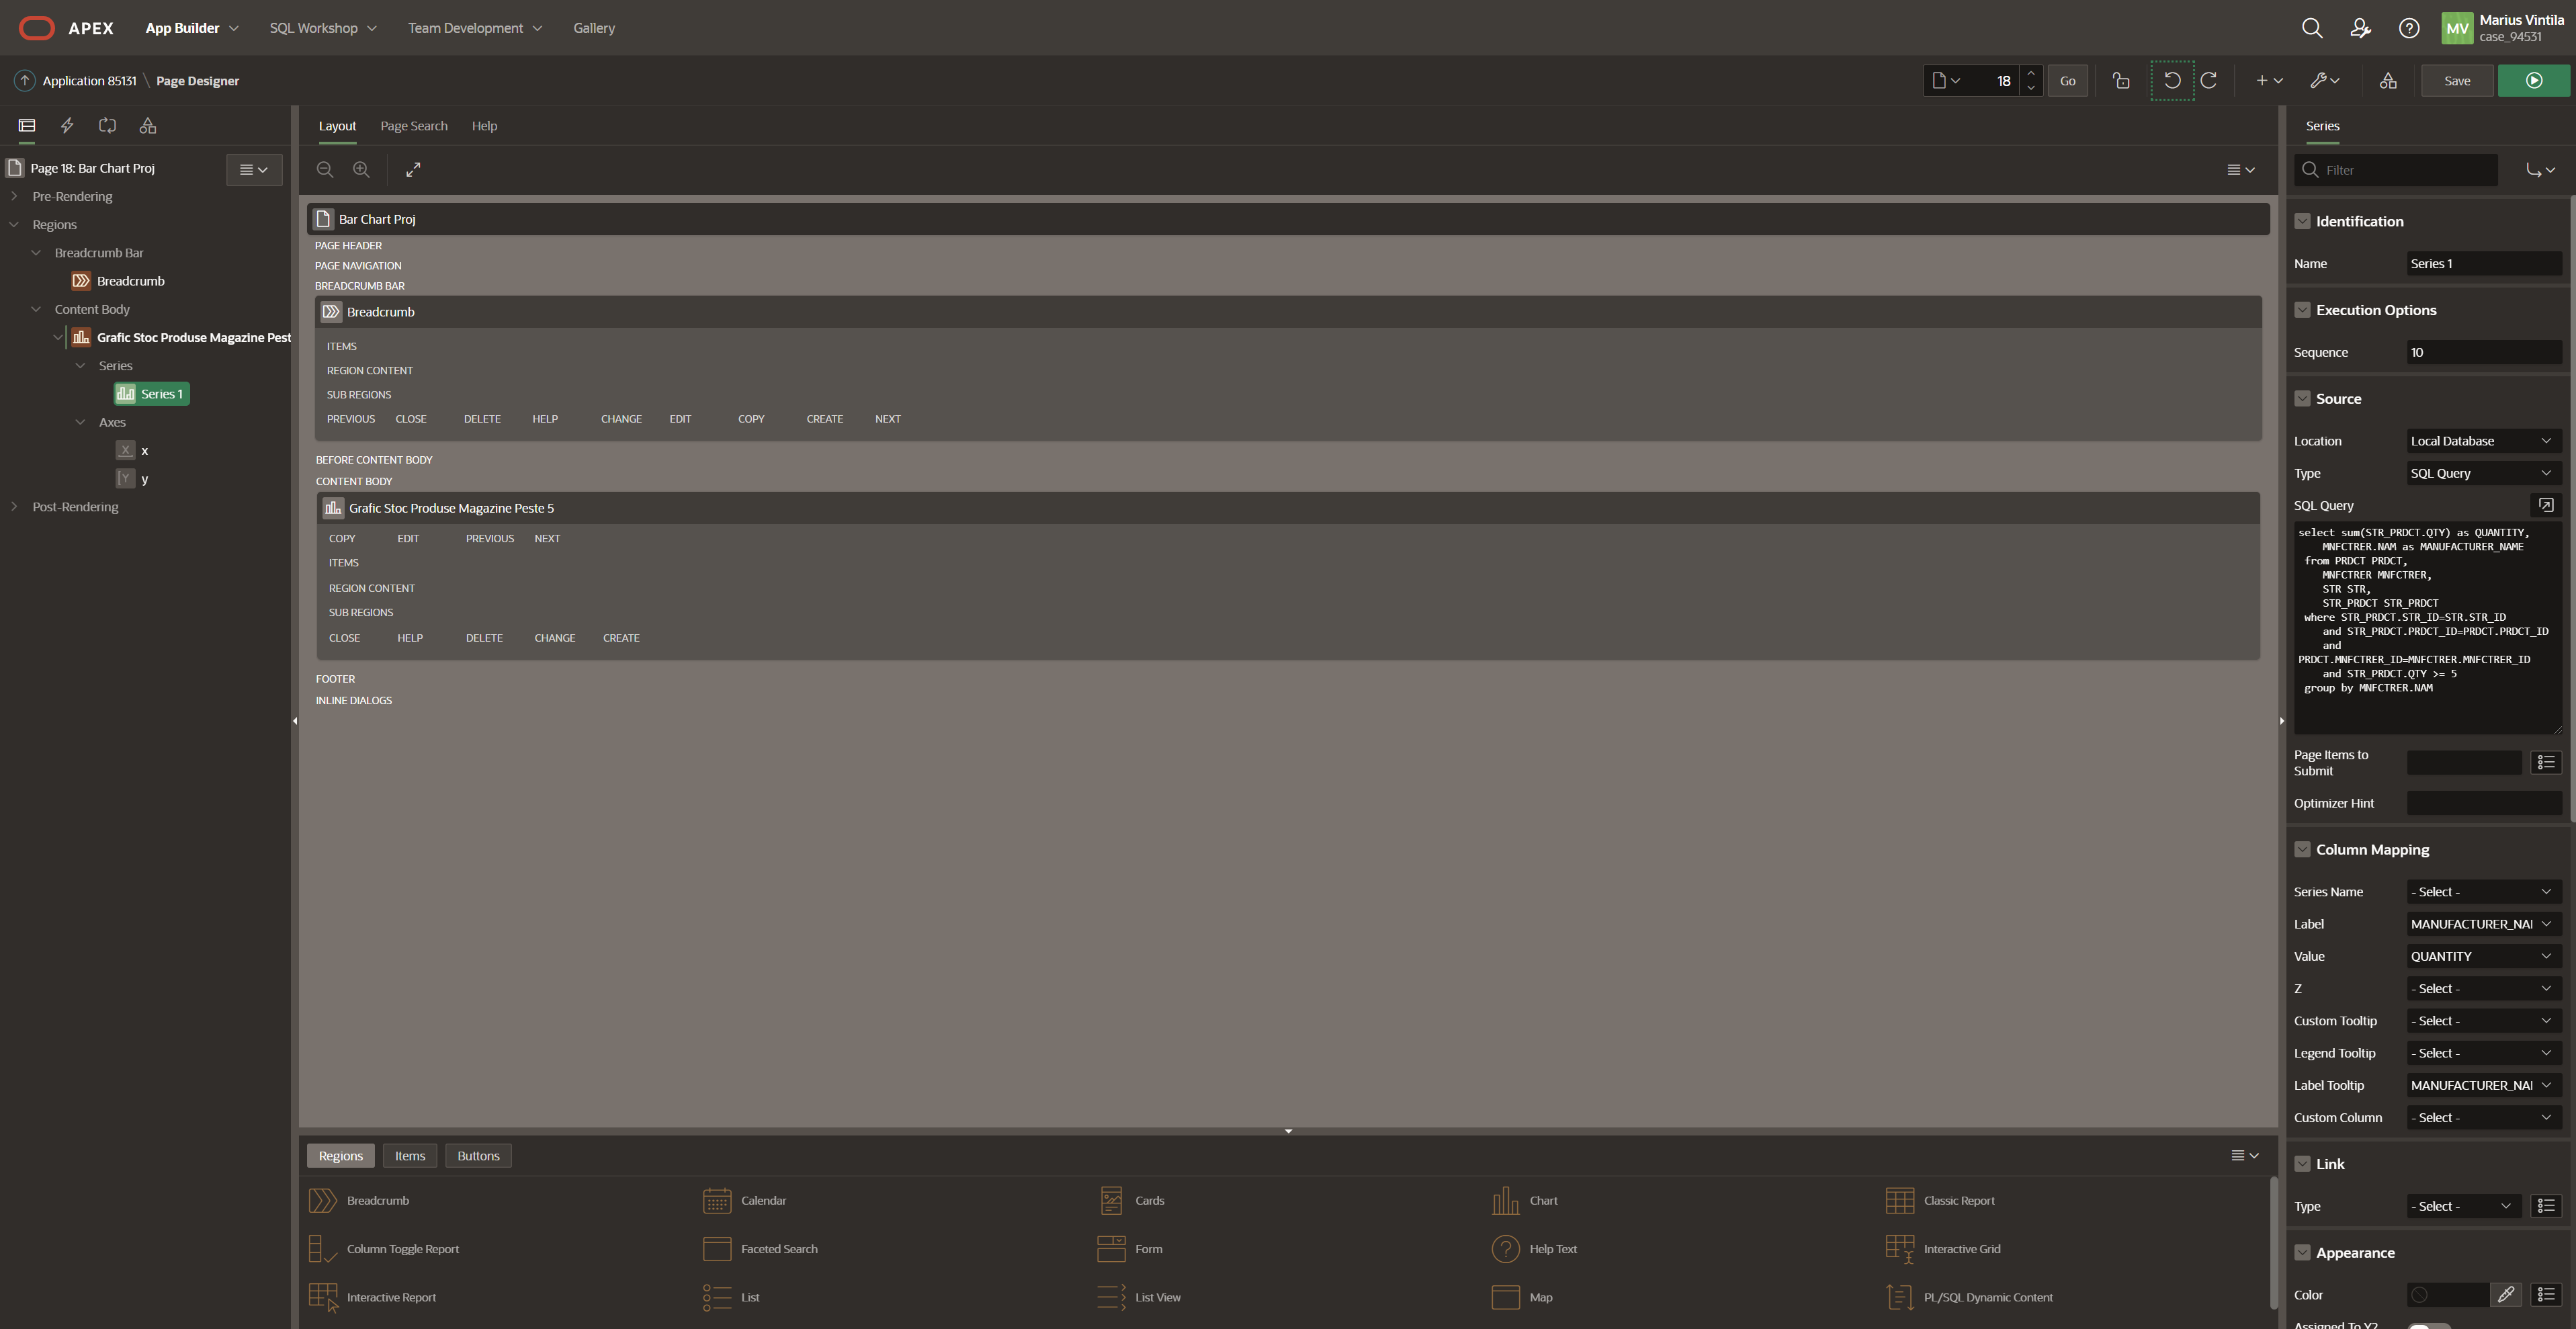 APEX
App Builder
SQL Workshop
Team Development
Gallery
MV
Marius Vintila
case_94531
Application 85131 \ Page Designer
18
Go
Save
Page 18: Bar Chart Proj
Pre-Rendering
Regions
Breadcrumb Bar
Breadcrumb
Content Body
Grafic Stoc Produse Magazine Pest
Series
Series 1
Axes
X x
Y y
Post-Rendering
Layout
Page Search
Help
Bar Chart Proj
PAGE HEADER
PAGE NAVIGATION
BREADCRUMB BAR
Breadcrumb
ITEMS
REGION CONTENT
SUB REGIONS
PREVIOUS CLOSE DELETE HELP CHANGE EDIT COPY CREATE NEXT
BEFORE CONTENT BODY
CONTENT BODY
Grafic Stoc Produse Magazine Peste 5
COPY EDIT PREVIOUS NEXT
ITEMS
REGION CONTENT
SUB REGIONS
CLOSE HELP DELETE CHANGE CREATE
FOOTER
INLINE DIALOGS
Regions Items Buttons
Breadcrumb Calendar Cards Chart Classic Report
Column Toggle Report Faceted Search Form Help Text Interactive Grid
Interactive Report List List View Map PL/SQL Dynamic Content
Series
Filter
Identification
Name Series 1
Execution Options
Sequence 10
Source
Location Local Database
Type SQL Query
SQL Query
select sum(STR_PRDCT.QTY) as QUANTITY,
MNFCTRER.NAM as MANUFACTURER_NAME
from PRDCT PRDCT,
MNFCTRER MNFCTRER,
STR STR,
STR_PRDCT STR_PRDCT
where STR_PRDCT.STR_ID=STR.STR_ID
and STR_PRDCT.PRDCT_ID=PRDCT.PRDCT_ID
and
PRDCT.MNFCTRER_ID=MNFCTRER.MNFCTRER_ID
and STR_PRDCT.QTY >= 5
group by MNFCTRER.NAM
Page Items to
Submit
Optimizer Hint
Column Mapping
Series Name - Select -
Label MANUFACTURER_NAI
Value QUANTITY
Z - Select -
Custom Tooltip - Select -
Legend Tooltip - Select -
Label Tooltip MANUFACTURER_NAI
Custom Column - Select -
Link
Type - Select -
Appearance
Color
Assigned To Y2